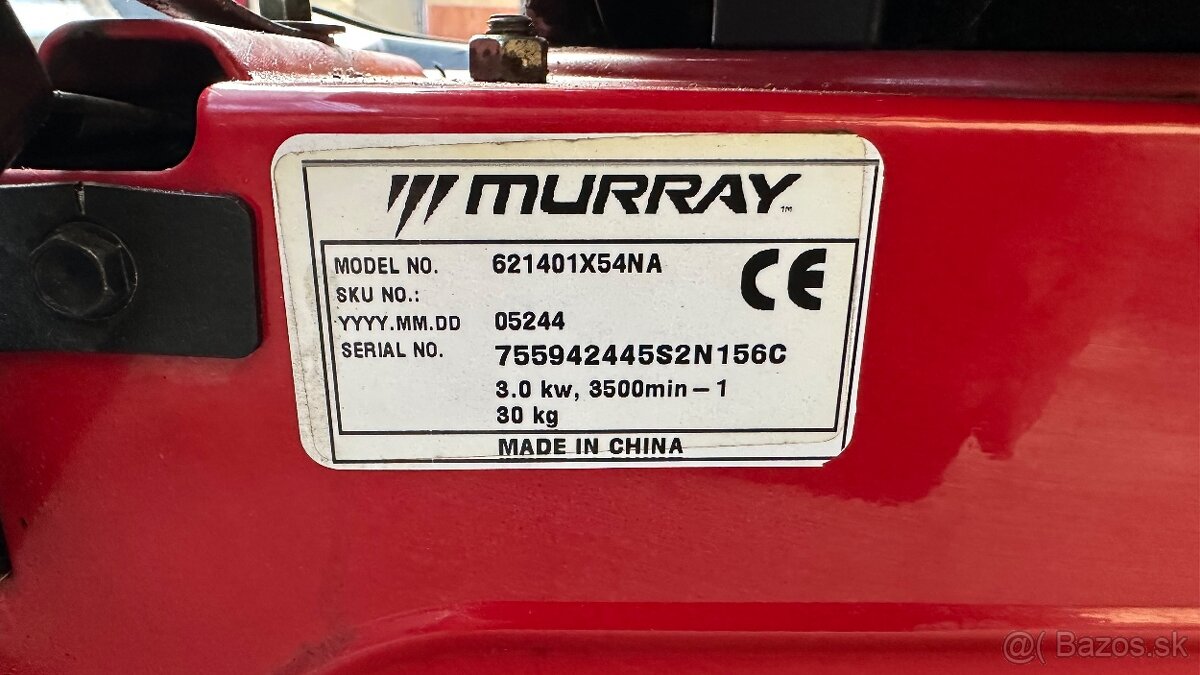 MURRAY™
MODEL NO. 621401X54NA
CE
SKU NO.:
YYYY.MM.DD 05244
SERIAL NO. 755942445S2N156C
3.0 kw, 3500min-1
30 kg
MADE IN CHINA
@( Bazos.sk